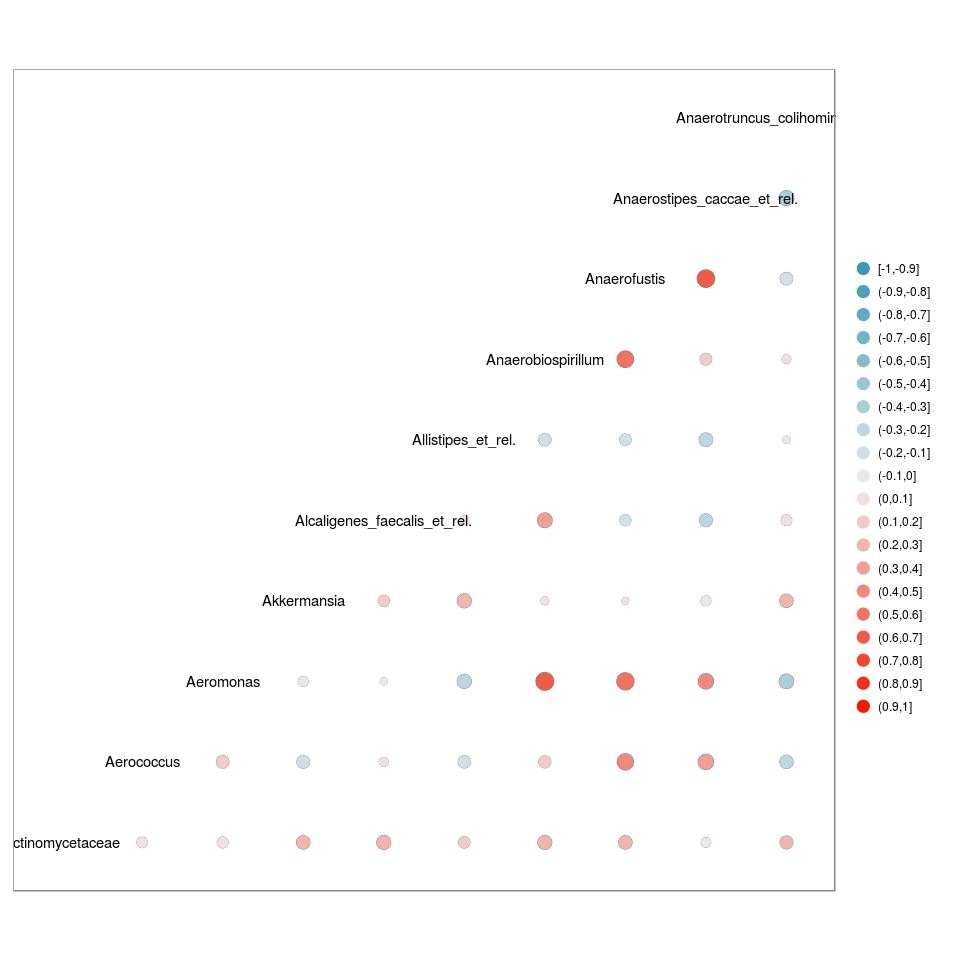 Anaerotruncus_colihomin
Anaerostipes_caccae_et_rel.
Anaerofustis
Anaerobiospirillum
Allistipes_et_rel.
Alcaligenes_faecalis_et_rel.
Akkermansia
Aeromonas
Aerococcus
ctinomycetaceae
[-1,-0.9]
(-0.9,-0.8]
(-0.8,-0.7]
(-0.7,-0.6]
(-0.6,-0.5]
(-0.5,-0.4]
(-0.4,-0.3]
(-0.3,-0.2]
(-0.2,-0.1]
(-0.1,0]
(0,0.1]
(0.1,0.2]
(0.2,0.3]
(0.3,0.4]
(0.4,0.5]
(0.5,0.6]
(0.6,0.7]
(0.7,0.8]
(0.8,0.9]
(0.9,1]